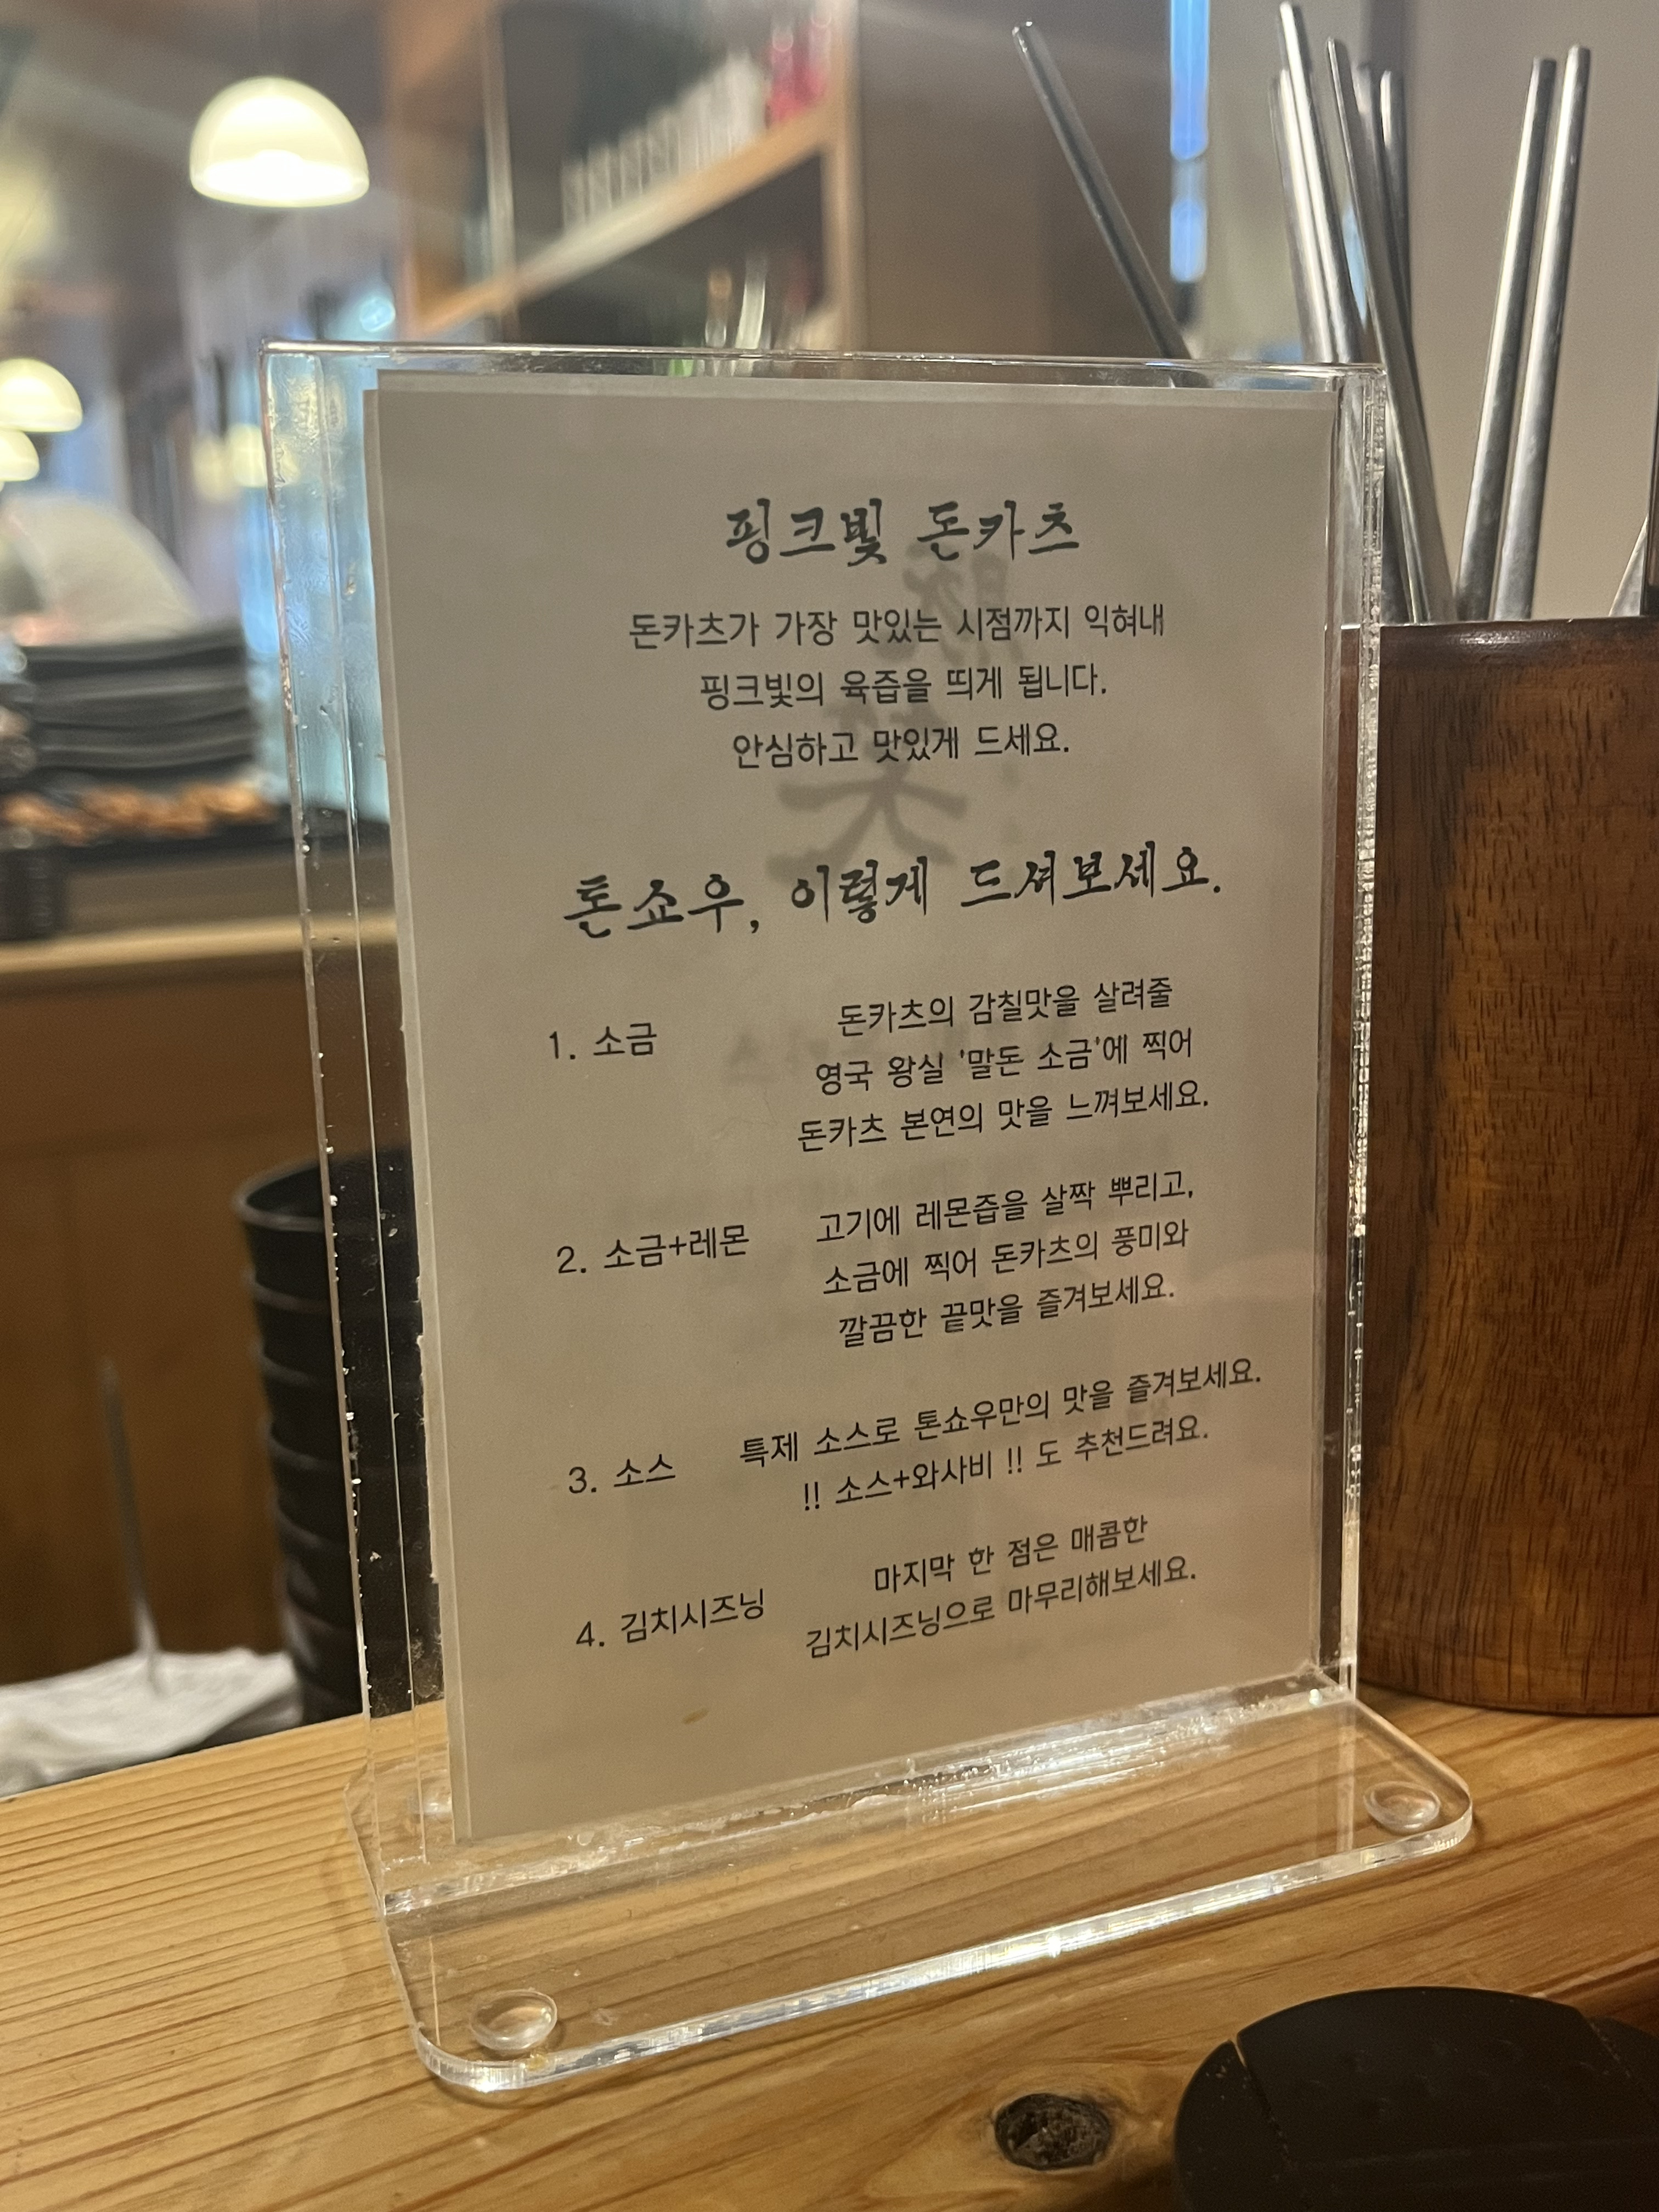 핑크빛 돈카츠
돈카츠가 가장 맛있는 시점까지 익혀내
핑크빛의 육즙을 띄게 됩니다.
안심하고 맛있게 드세요.
톤쇼우, 이렇게 드셔보세요.
1. 소금
돈카츠의 감칠맛을 살려줄
영국 왕실 '말돈 소금'에 찍어
돈카츠 본연의 맛을 느껴보세요.
2. 소금+레몬
고기에 레몬즙을 살짝 뿌리고,
소금에 찍어 돈카츠의 풍미와
깔끔한 끝맛을 즐겨보세요.
3. 소스
특제 소스로 톤쇼우만의 맛을 즐겨보세요.
!! 소스+와사비 !! 도 추천드려요.
4. 김치시즈닝
마지막 한 점은 매콤한
김치시즈닝으로 마무리해보세요.